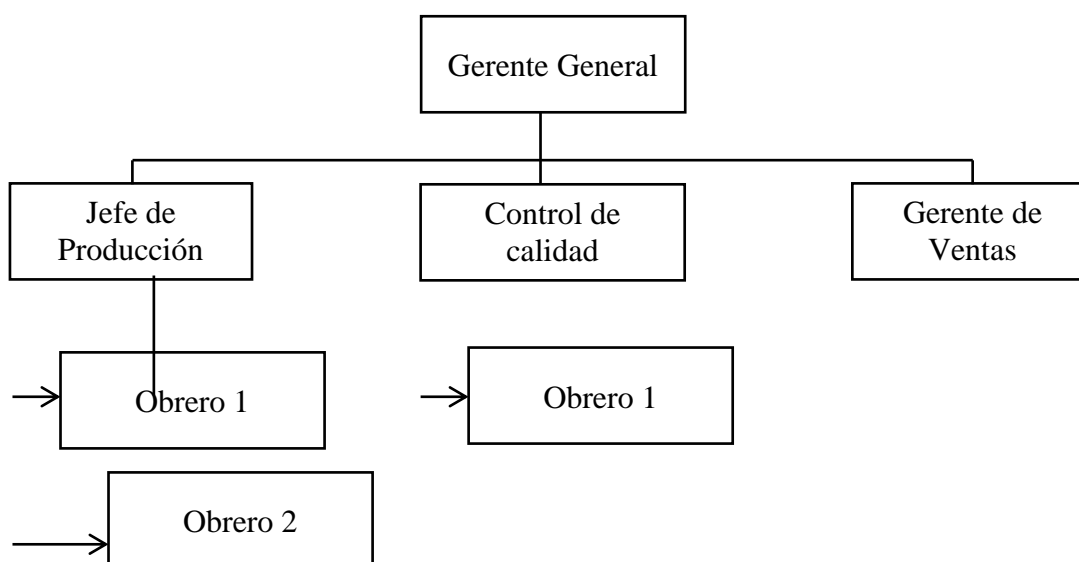 Gerente General
Jefe de
Producción
Control de
calidad
Gerente de
Ventas
Obrero 1
Obrero 1
Obrero 2